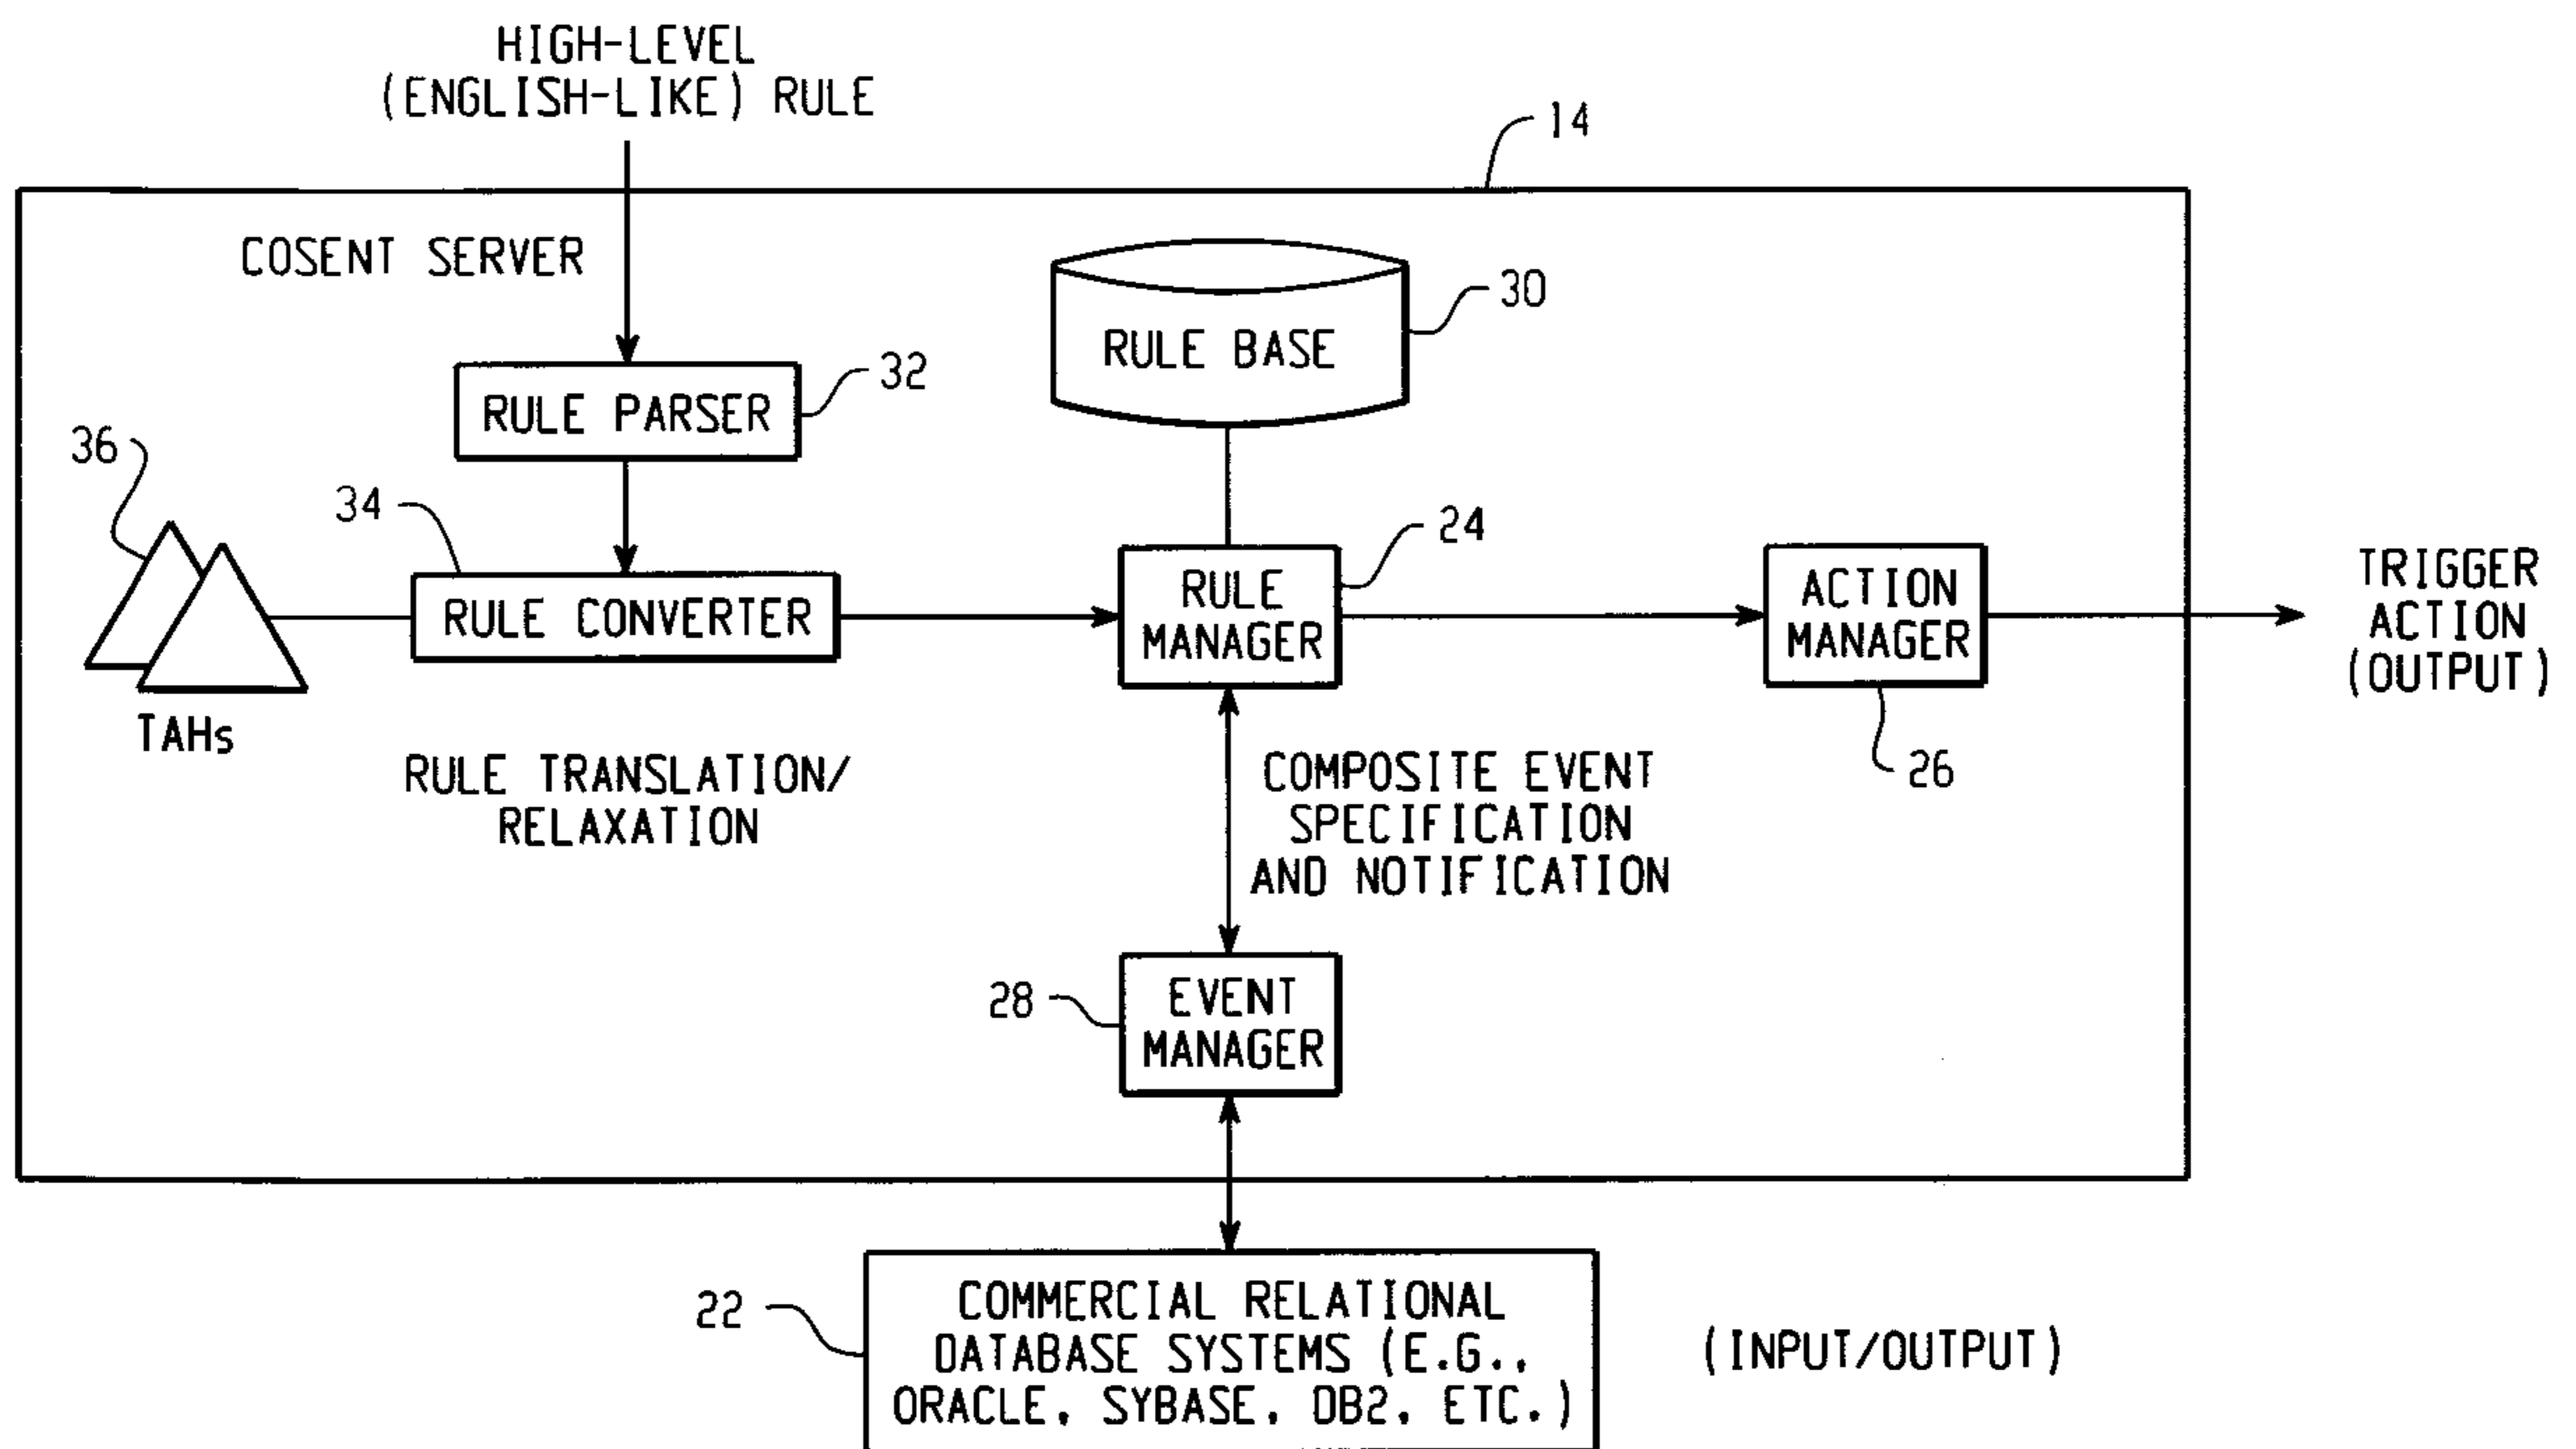 HIGH-LEVEL
(ENGLISH-LIKE) RULE
14
COSENT SERVER
30
RULE BASE
32
RULE PARSER
36
34
24
RULE CONVERTER
RULE
MANAGER
ACTION
MANAGER
TRIGGER
ACTION
(OUTPUT)
TAHs
26
RULE TRANSLATION/
RELAXATION
COMPOSITE EVENT
SPECIFICATION
AND NOTIFICATION
28
EVENT
MANAGER
22
COMMERCIAL RELATIONAL
DATABASE SYSTEMS (E.G.,
ORACLE, SYBASE, DB2, ETC.)
(INPUT/OUTPUT)